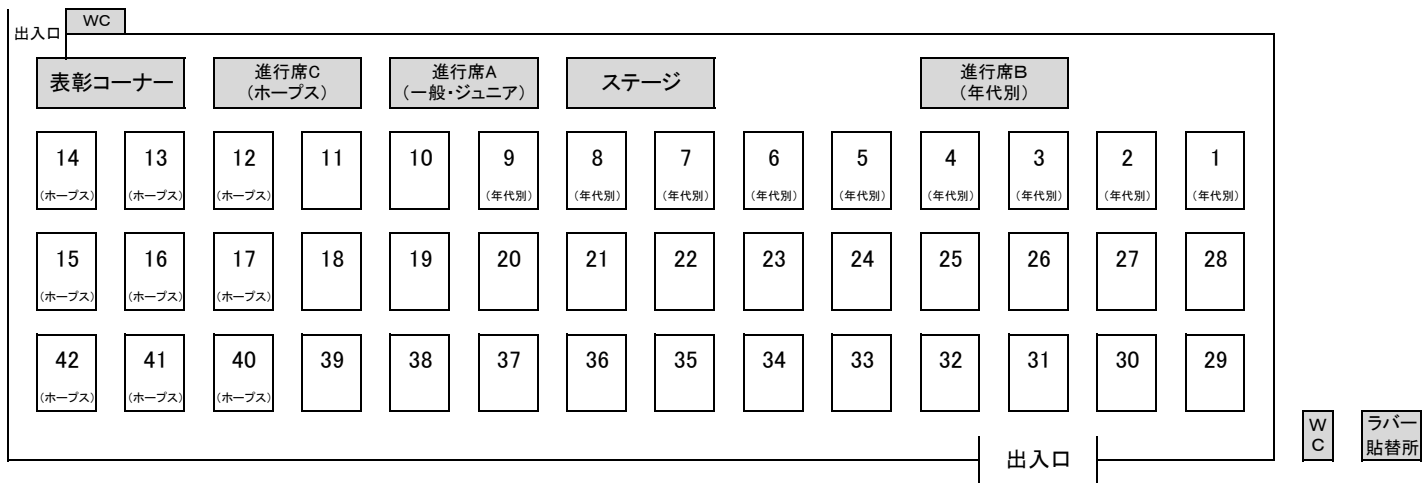 WC
出入口
表彰コーナー
進行席C
（ホープス）
進行席A
（一般・ジュニア）
ステージ
進行席B
（年代別）
14 13 12 11 10 9 8 7 6 5 4 3 2 1
（ホープス） （ホープス） （ホープス） （年代別） （年代別） （年代別） （年代別） （年代別） （年代別） （年代別） （年代別） （年代別）
15 16 17 18 19 20 21 22 23 24 25 26 27 28
（ホープス） （ホープス） （ホープス）
42 41 40 39 38 37 36 35 34 33 32 31 30 29
（ホープス） （ホープス） （ホープス）
W
C
ラバー
貼替所
出入口